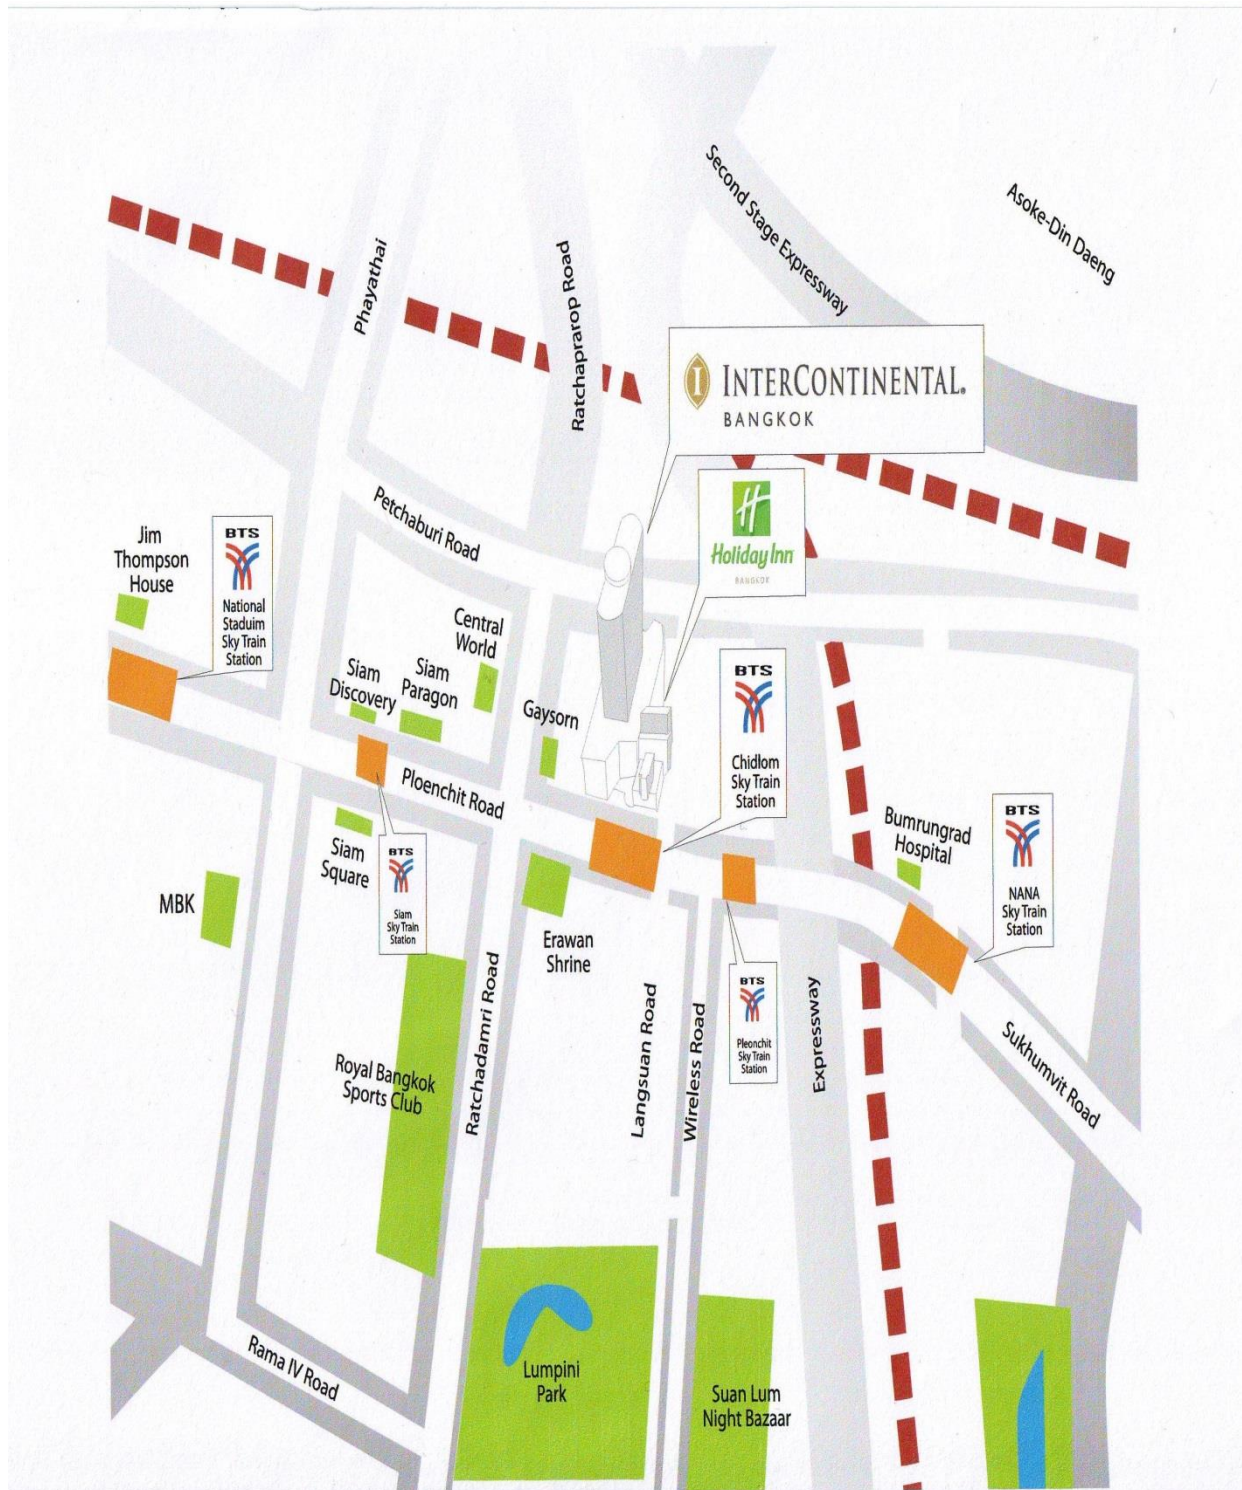 Second Stage Expressway
Asoke-Din Daeng
Phayathai
Ratchaprarop Road
I
INTERCONTINENTAL®
BANGKOK
H
Holiday Inn
BANGKOK
Petchaburi Road
Jim
Thompson
House
BTS
National
Staduim
Sky Train
Station
Central
World
Siam
Discovery
Siam
Paragon
Gaysorn
BTS
Chidlom
Sky Train
Station
Ploenchit Road
Siam
Square
BTS
Siam
Sky Train
Station
MBK
Erawan
Shrine
Bumrungrad
Hospital
BTS
NANA
Sky Train
Station
BTS
Pleonchit
Sky Train
Station
Royal Bangkok
Sports Club
Ratchadamri Road
Langsuan Road
Wireless Road
Expressway
Sukhumvit Road
Rama IV Road
Lumpini
Park
Suan Lum
Night Bazaar